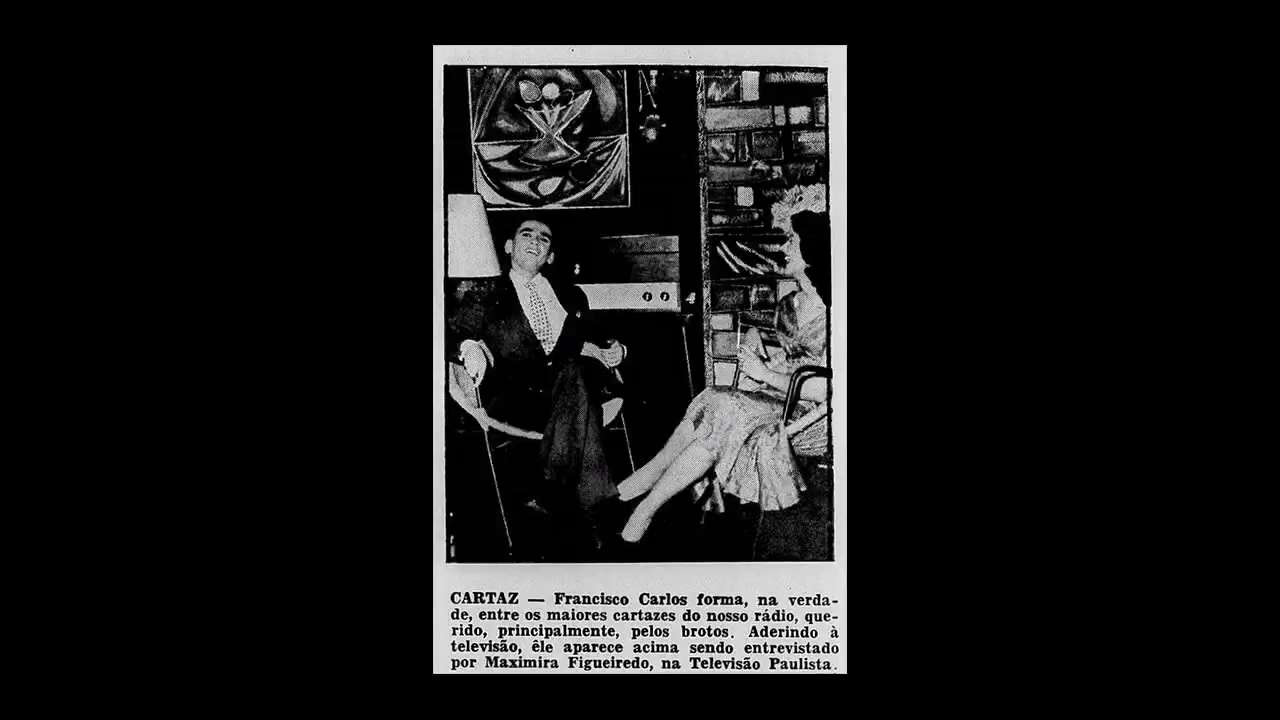 CARTAZ — Francisco Carlos forma, na verda-
de, entre os maiores cartazes do nosso rádio, que-
rido, principalmente, pelos brotos. Aderindo à
televisão, êle aparece acima sendo entrevistado
por Maximira Figueiredo, na Televisão Paulista.